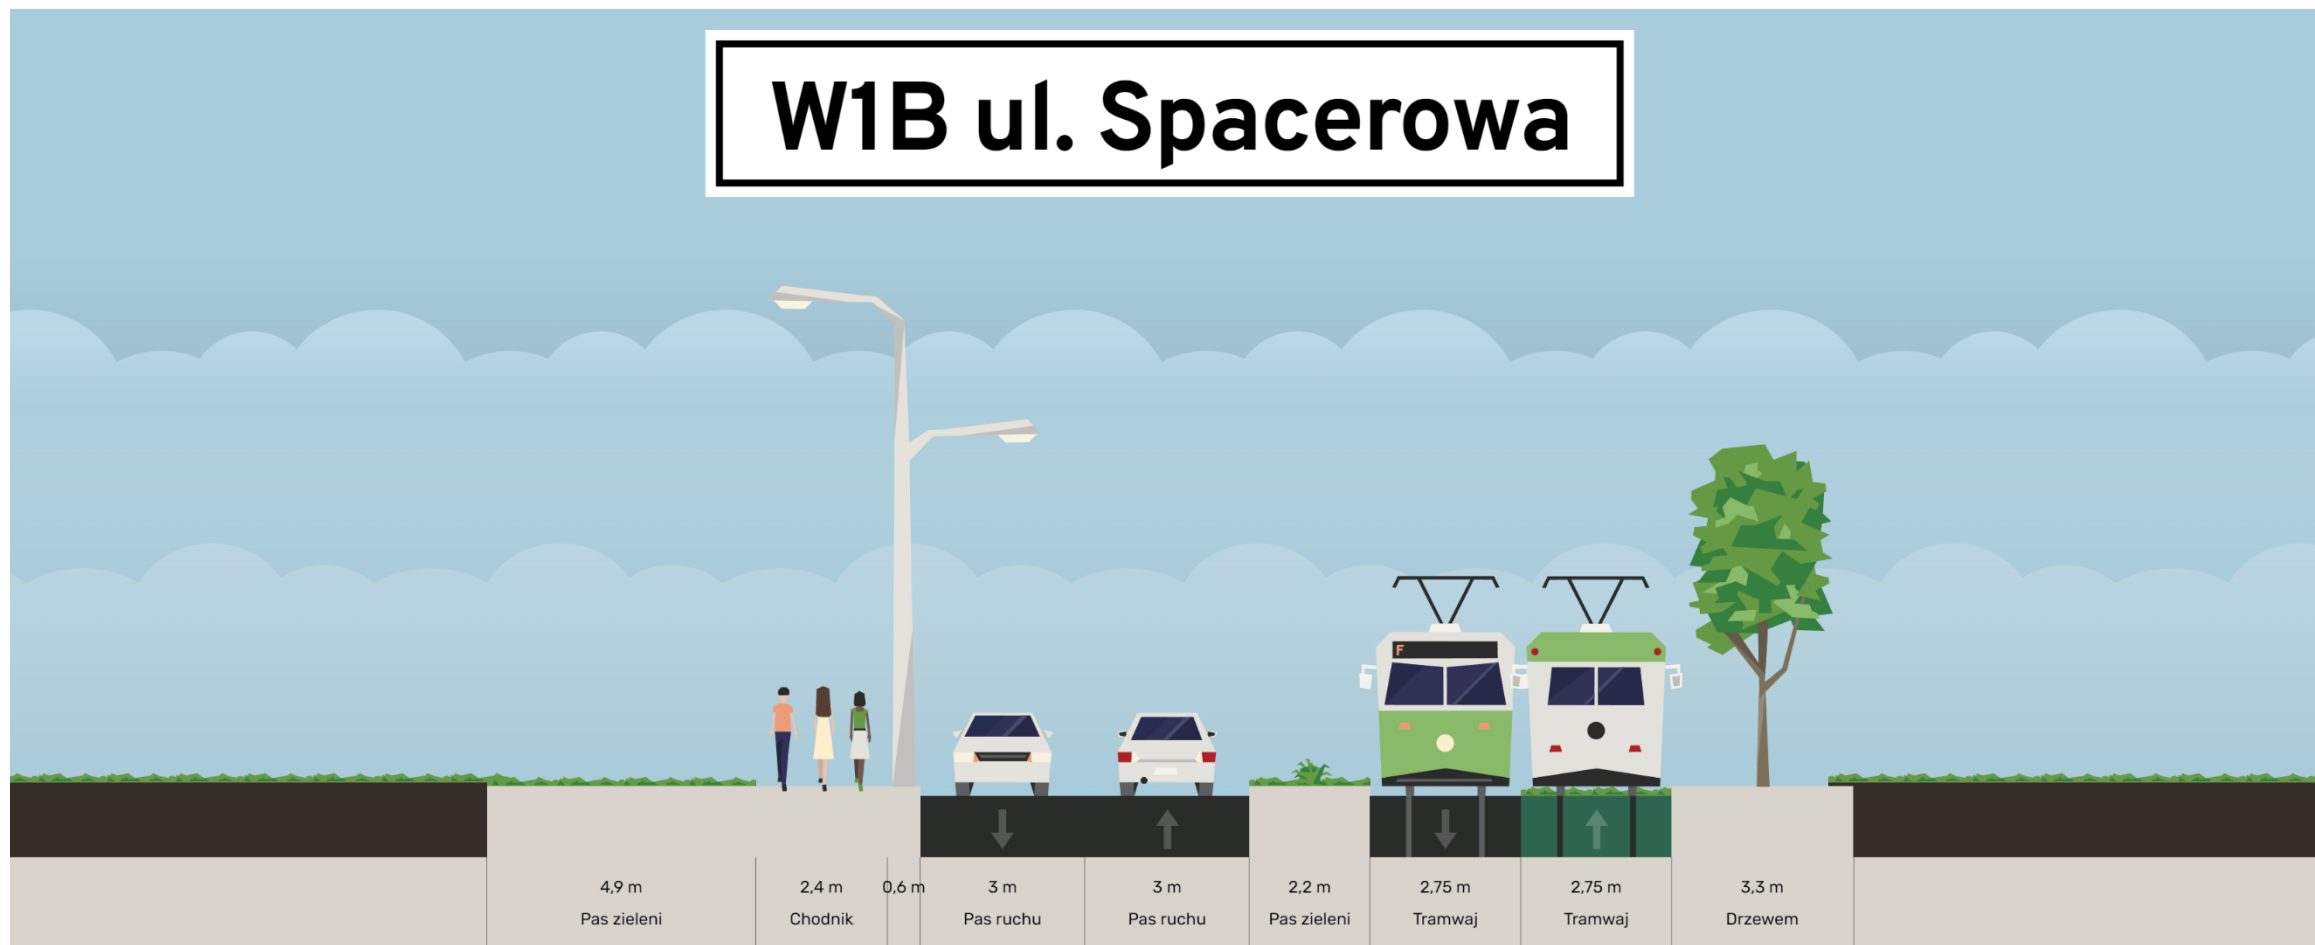 W1B ul. Spacerowa
F
4,9 m
Pas zieleni
2,4 m
Chodnik
0,6 m
3 m
Pas ruchu
3 m
Pas ruchu
2,2 m
Pas zieleni
2,75 m
Tramwaj
2,75 m
Tramwaj
3,3 m
Drzewem